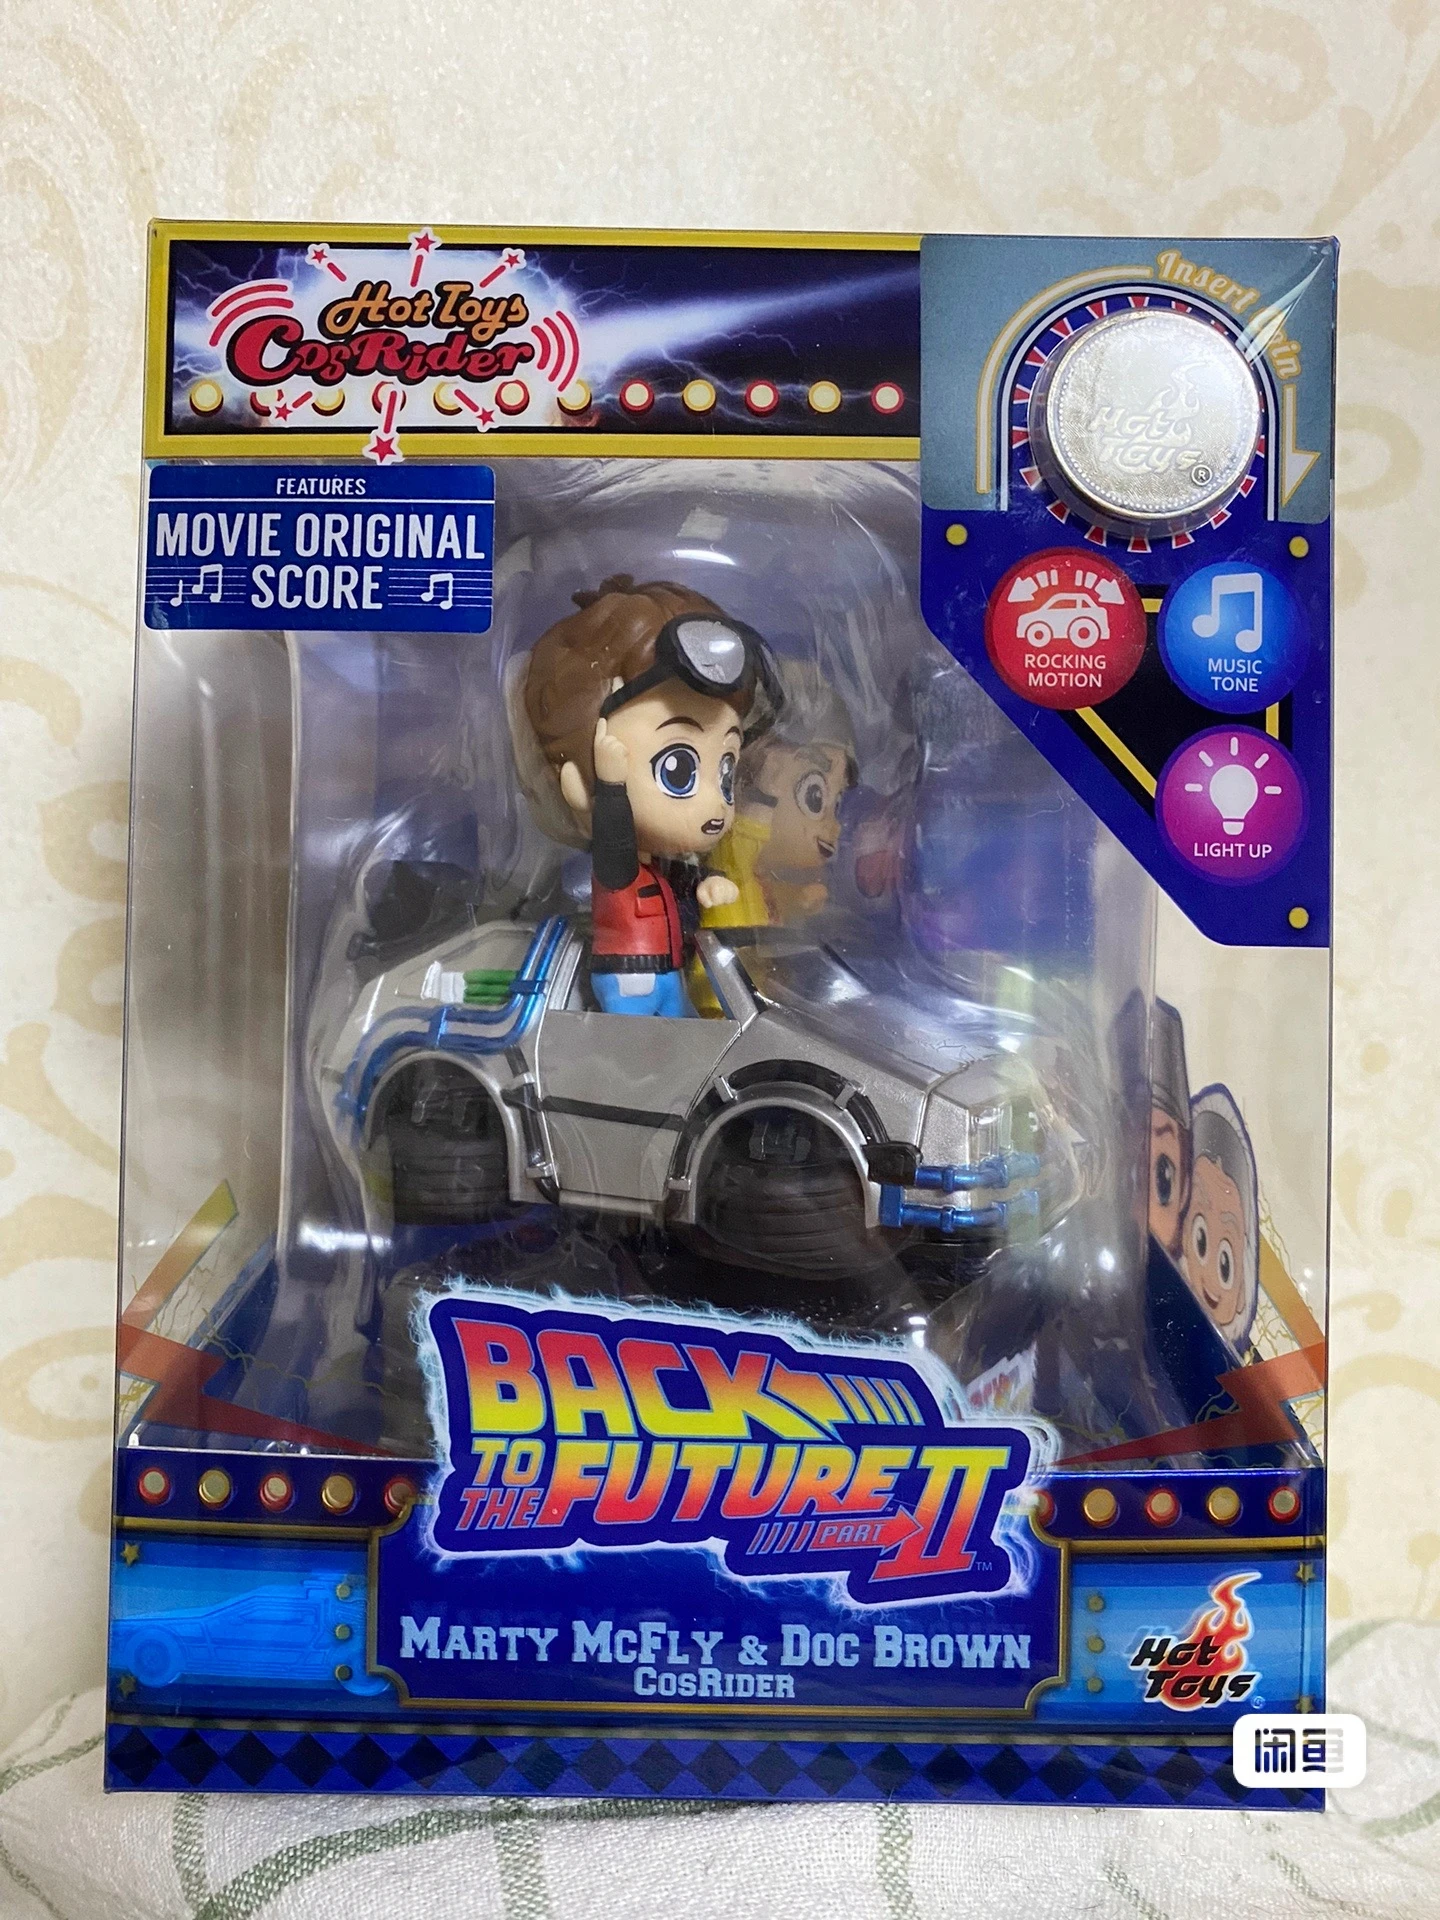 Hot Toys
CosRider
Insert Coin
Hot
Toys®
FEATURES
MOVIE ORIGINAL
SCORE
ROCKING
MOTION
MUSIC
TONE
LIGHT UP
BACK
TO THE FUTURE II
PART II™
MARTY MCFLY & DOC BROWN
COSRIDER
Hot
Toys®
闲鱼